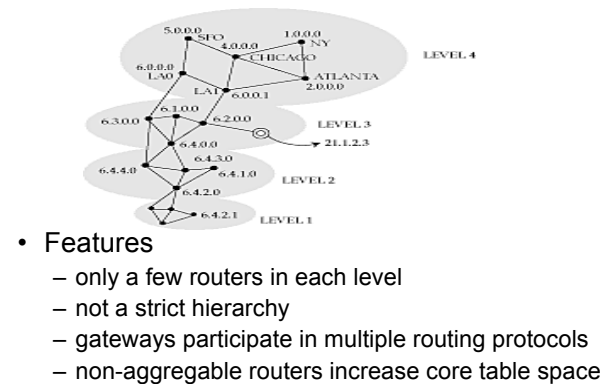 5.0.0.0 SFO
1.0.0.0
NY
4.0.0.0
CHICAGO
LEVEL 4
6.0.0.0
LA0
ATLANTA
2.0.0.0
LA1 6.0.0.1
6.1.0.0
6.3.0.0
6.2.0.0
LEVEL 3
21.1.2.3
6.4.0.0
6.4.3.0
6.4.4.0
6.4.1.0
LEVEL 2
6.4.2.0
6.4.2.1
LEVEL 1
• Features
– only a few routers in each level
– not a strict hierarchy
– gateways participate in multiple routing protocols
– non-aggregable routers increase core table space